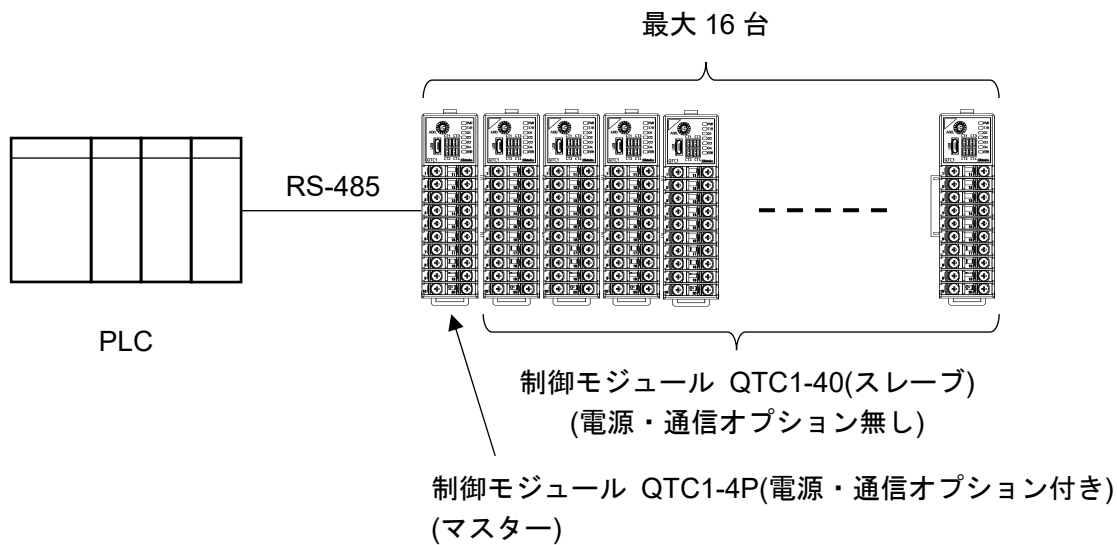 最大 16 台
RS-485
PLC
制御モジュール QTC1-40(スレーブ)
(電源・通信オプション無し)
制御モジュール QTC1-4P(電源・通信オプション付き)
(マスター)